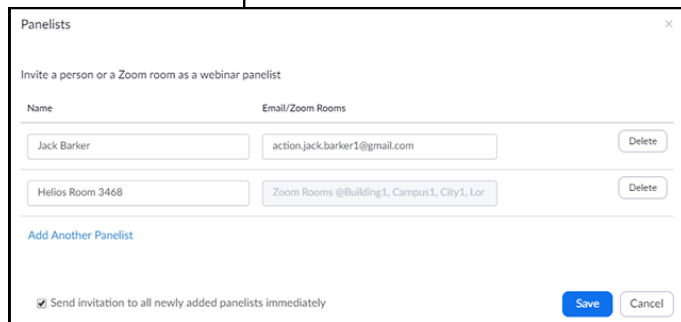 Panelists
Invite a person or a Zoom room as a webinar panelist
Name Email/Zoom Rooms
Jack Barker action.jack.barker1@gmail.com Delete
Helios Room 3468 Zoom Rooms @Building1, Campus1, City1, Lor Delete
Add Another Panelist
Send invitation to all newly added panelists immediately Save Cancel